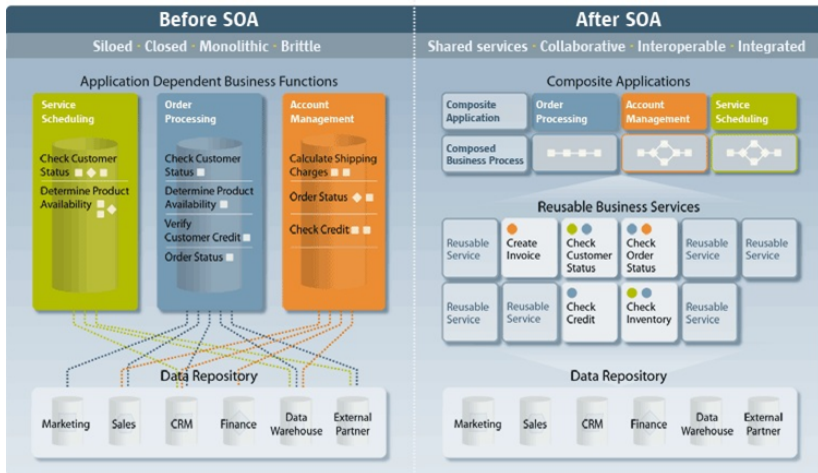 Before SOA
Siloed · Closed · Monolithic · Brittle
Application Dependent Business Functions
Service
Scheduling
Check Customer
Status
Determine Product
Availability
Order
Processing
Check Customer
Status
Determine Product
Availability
Verify
Customer Credit
Order Status
Account
Management
Calculate Shipping
Charges
Order Status
Check Credit
Data Repository
Marketing
Sales
CRM
Finance
Data
Warehouse
External
Partner
After SOA
Shared services · Collaborative · Interoperable · Integrated
Composite Applications
Composite
Application
Order
Processing
Account
Management
Service
Scheduling
Composed
Business Process
Reusable Business Services
Reusable
Service
Create
Invoice
Check
Customer
Status
Check
Order
Status
Reusable
Service
Reusable
Service
Reusable
Service
Reusable
Service
Check
Credit
Check
Inventory
Reusable
Service
Data Repository
Marketing
Sales
CRM
Finance
Data
Warehouse
External
Partner